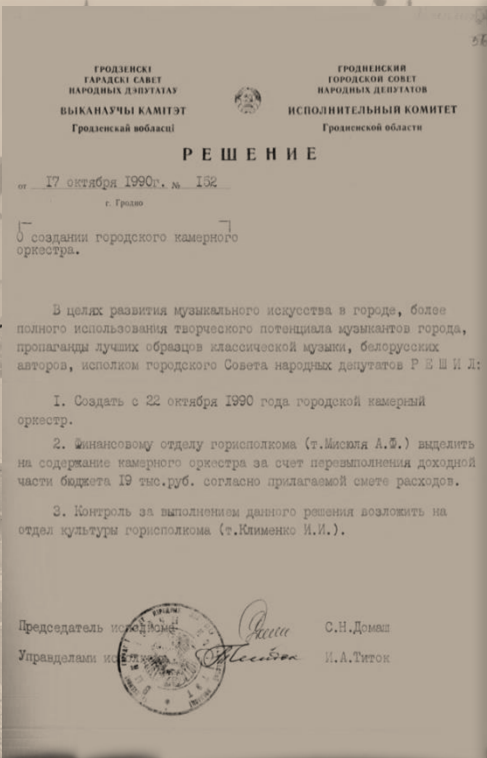 36
ГРОДЗЕНСКІ
ГАРАДСКІ САВЕТ
НАРОДНЫХ ДЭПУТАТАУ
ВЫКАНАУЧЫ КАМІТЭТ
Гродзенскай вобласці
ГРОДНЕНСКИЙ
ГОРОДСКОЙ СОВЕТ
НАРОДНЫХ ДЕПУТАТОВ
ИСПОЛНИТЕЛЬНЫЙ КОМИТЕТ
Гродненской области
РЕШЕНИЕ
от 17 октября 1990г. № 152
г. Гродно
О создании городского камерного
оркестра.
В целях развития музыкального искусства в городе, более
полного использования творческого потенциала музыкантов города,
пропаганды лучших образцов классической музыки, белорусских
авторов, исполком городского Совета народных депутатов Р Е Ш И Л:
1. Создать с 22 октября 1990 года городской камерный
оркестр.
2. Финансовому отделу горисполкома (т.Мисюля А.Ф.) выделить
на содержание камерного оркестра за счет перевыполнения доходной
части бюджета 19 тыс.руб. согласно прилагаемой смете расходов.
3. Контроль за выполнением данного решения возложить на
отдел культуры горисполкома (т.Клименко И.И.).
Председатель исполкома С.Н.Домаш
Управделами И.А.Титок